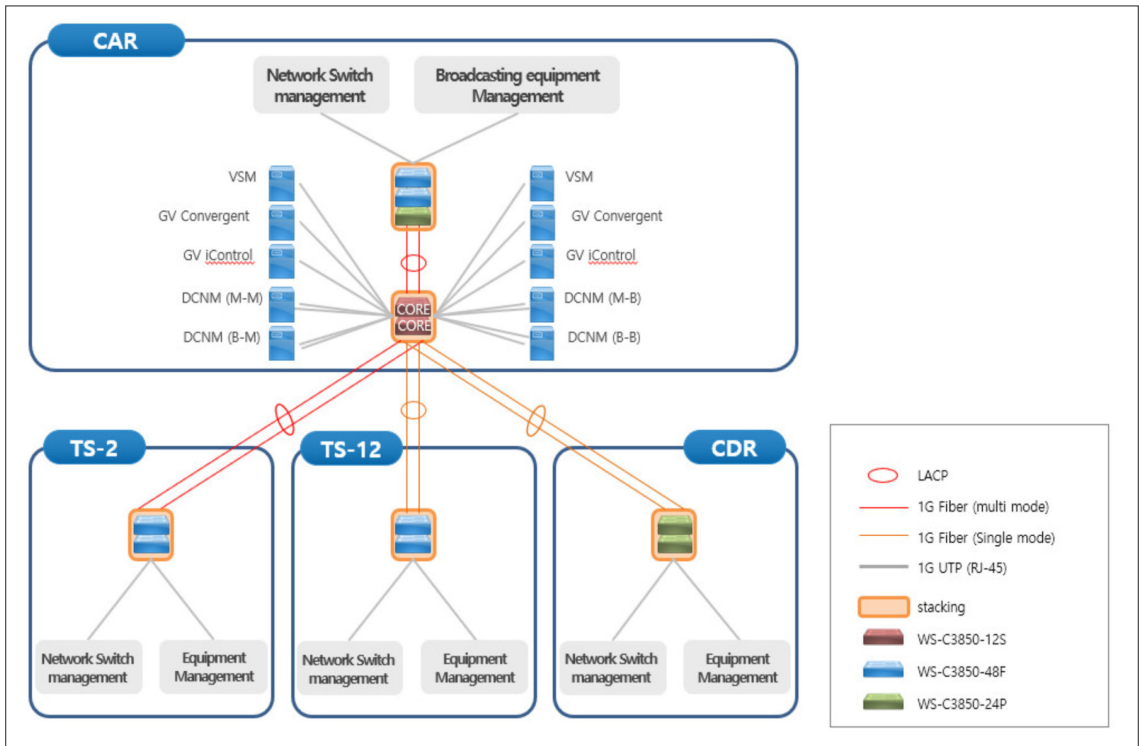 CAR
Network Switch
management
Broadcasting equipment
Management
VSM
GV Convergent
GV iControl
DCNM (M-M)
DCNM (B-M)
VSM
GV Convergent
GV iControl
DCNM (M-B)
DCNM (B-B)
CORE
CORE
TS-2
Network Switch
management
Equipment
Management
TS-12
Network Switch
management
Equipment
Management
CDR
Network Switch
management
Equipment
Management
LACP
1G Fiber (multi mode)
1G Fiber (Single mode)
1G UTP (RJ-45)
stacking
WS-C3850-12S
WS-C3850-48F
WS-C3850-24P